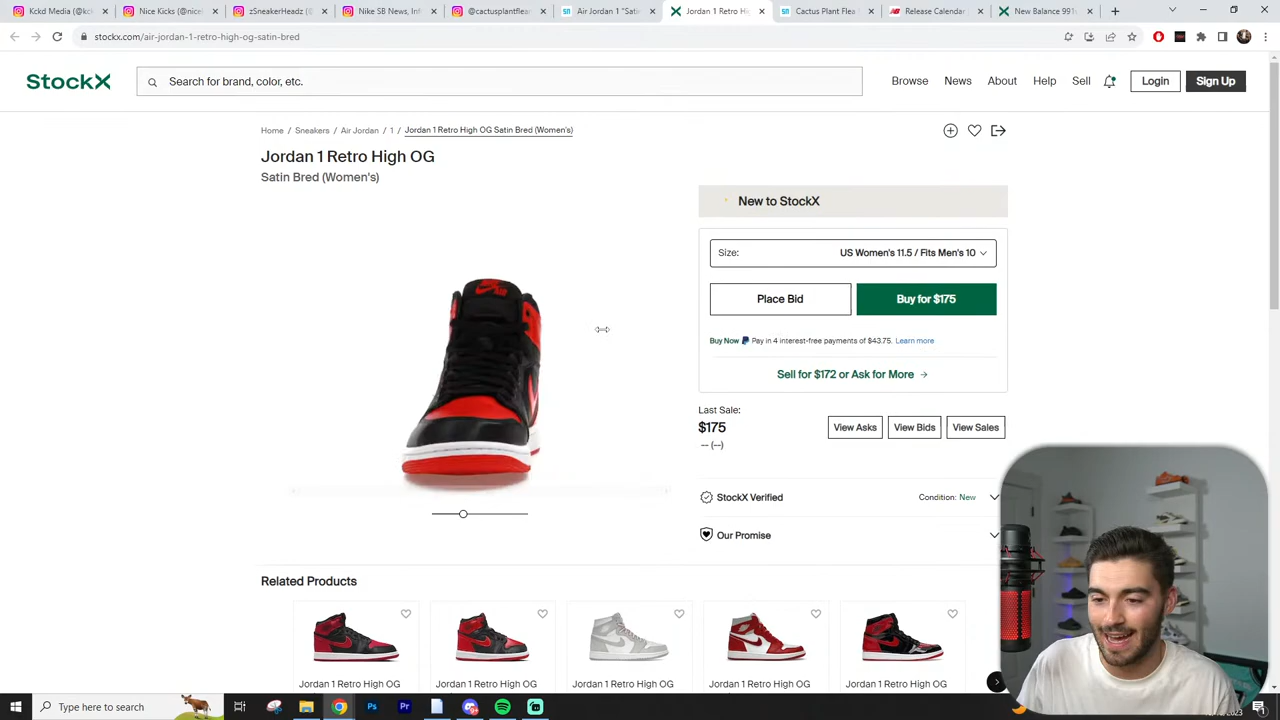 Kckd Media (@kic
Nice Kicks (@nicel
zSneakerHeadz (
Nike SB News, Inf
@cactusplantflea
Air Jordan 1 "Sati
Jordan 1 Retro Hig
Cactus Plant Flea
Release Calendar
New Balance 991
stockx.com/air-jordan-1-retro-high-og-satin-bred
StockX
Search for brand, color, etc.
Browse
News
About
Help
Sell
Login
Sign Up
Home / Sneakers / Air Jordan / 1 / Jordan 1 Retro High OG Satin Bred (Women's)
Jordan 1 Retro High OG
Satin Bred (Women's)
New to StockX
Size: US Women's 11.5 / Fits Men's 10
Place Bid
Buy for $175
Buy Now Pay in 4 interest-free payments of $43.75. Learn more
Sell for $172 or Ask for More
Last Sale:
$175
-- (--)
View Asks
View Bids
View Sales
StockX Verified
Condition: New
Our Promise
Related Products
Jordan 1 Retro High OG
Jordan 1 Retro High OG
Jordan 1 Retro High OG
Jordan 1 Retro High OG
Jordan 1 Retro High OG
Type here to search
2023